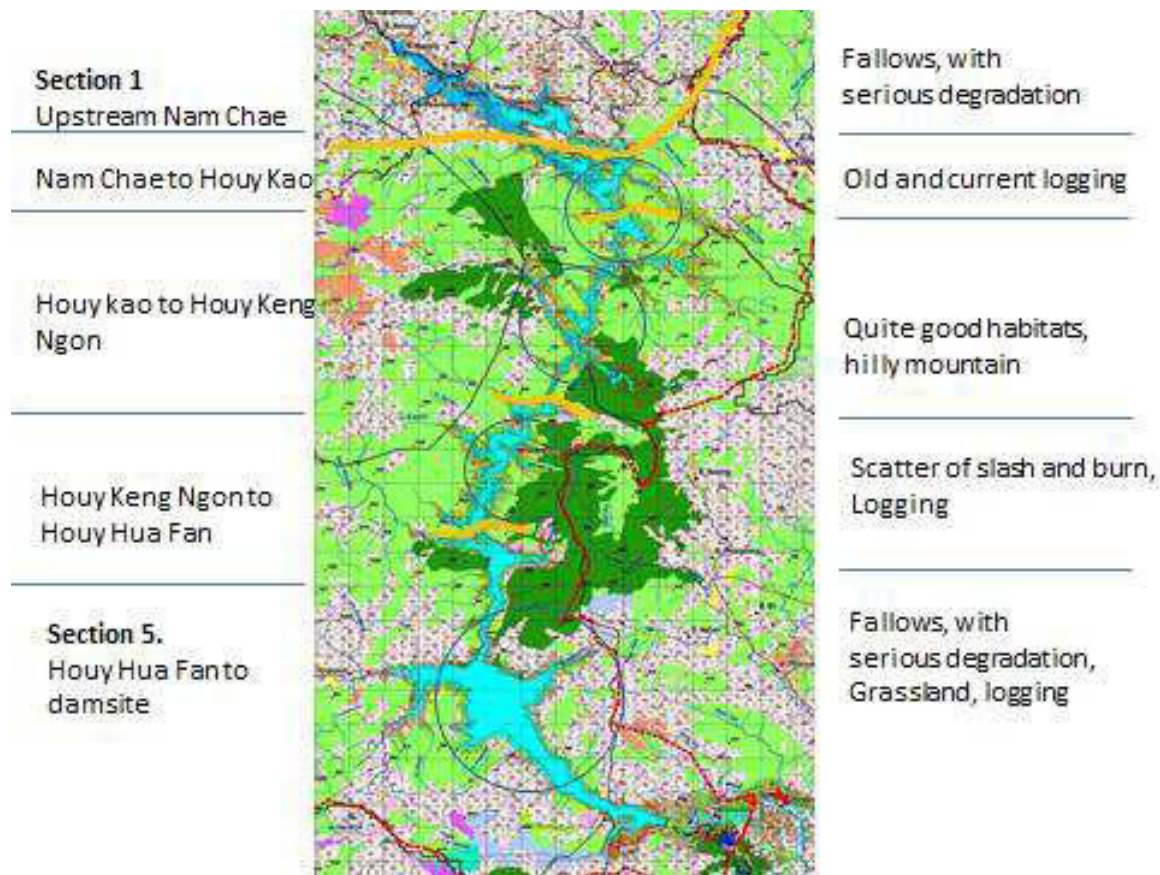 Section 1
Upstream Nam Chae
Nam Chae to Houy Kao
Houy kao to Houy Keng
Ngon
Houy Keng Ngon to
Houy Hua Fan
Section 5.
Houy Hua Fan to
damsite
Fallows, with
serious degradation
Old and current logging
Quite good habitats,
hilly mountain
Scatter of slash and burn,
Logging
Fallows, with
serious degradation,
Grassland, logging